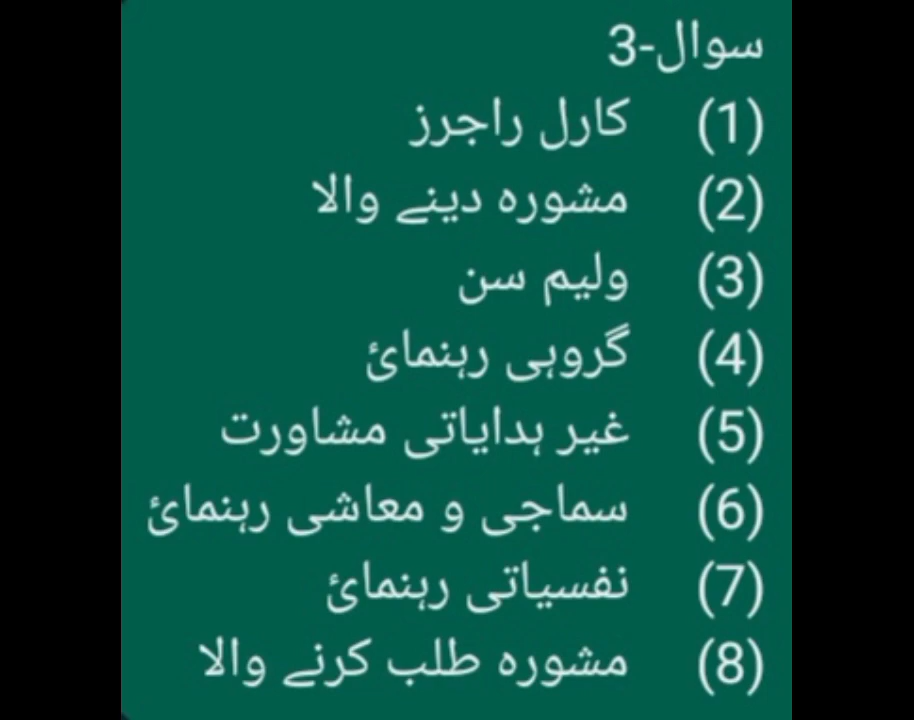 سوال-3
(1) کارل راجرز
(2) مشورہ دینے والا
(3) ولیم سن
(4) گروہی رہنمائ
(5) غیر ہدایاتی مشاورت
(6) سماجی و معاشی رہنمائ
(7) نفسیاتی رہنمائ
(8) مشورہ طلب کرنے والا